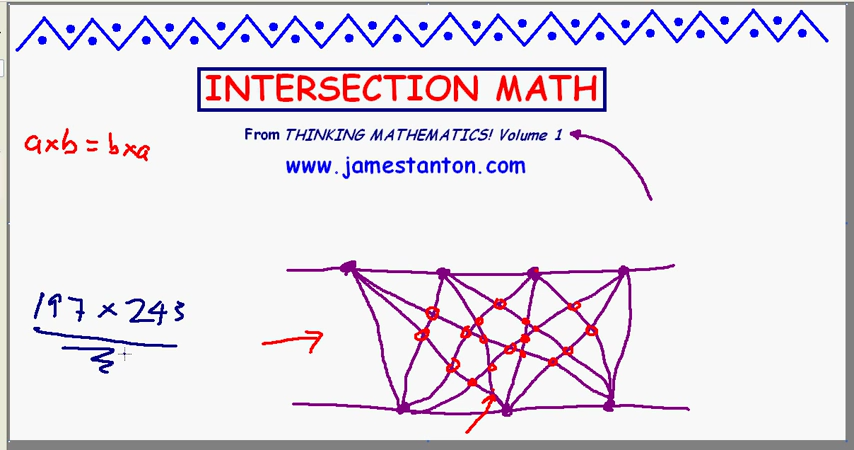 INTERSECTION MATH
From THINKING MATHEMATICS! Volume 1
a×b = b×a
www.jamestanton.com
197 × 243